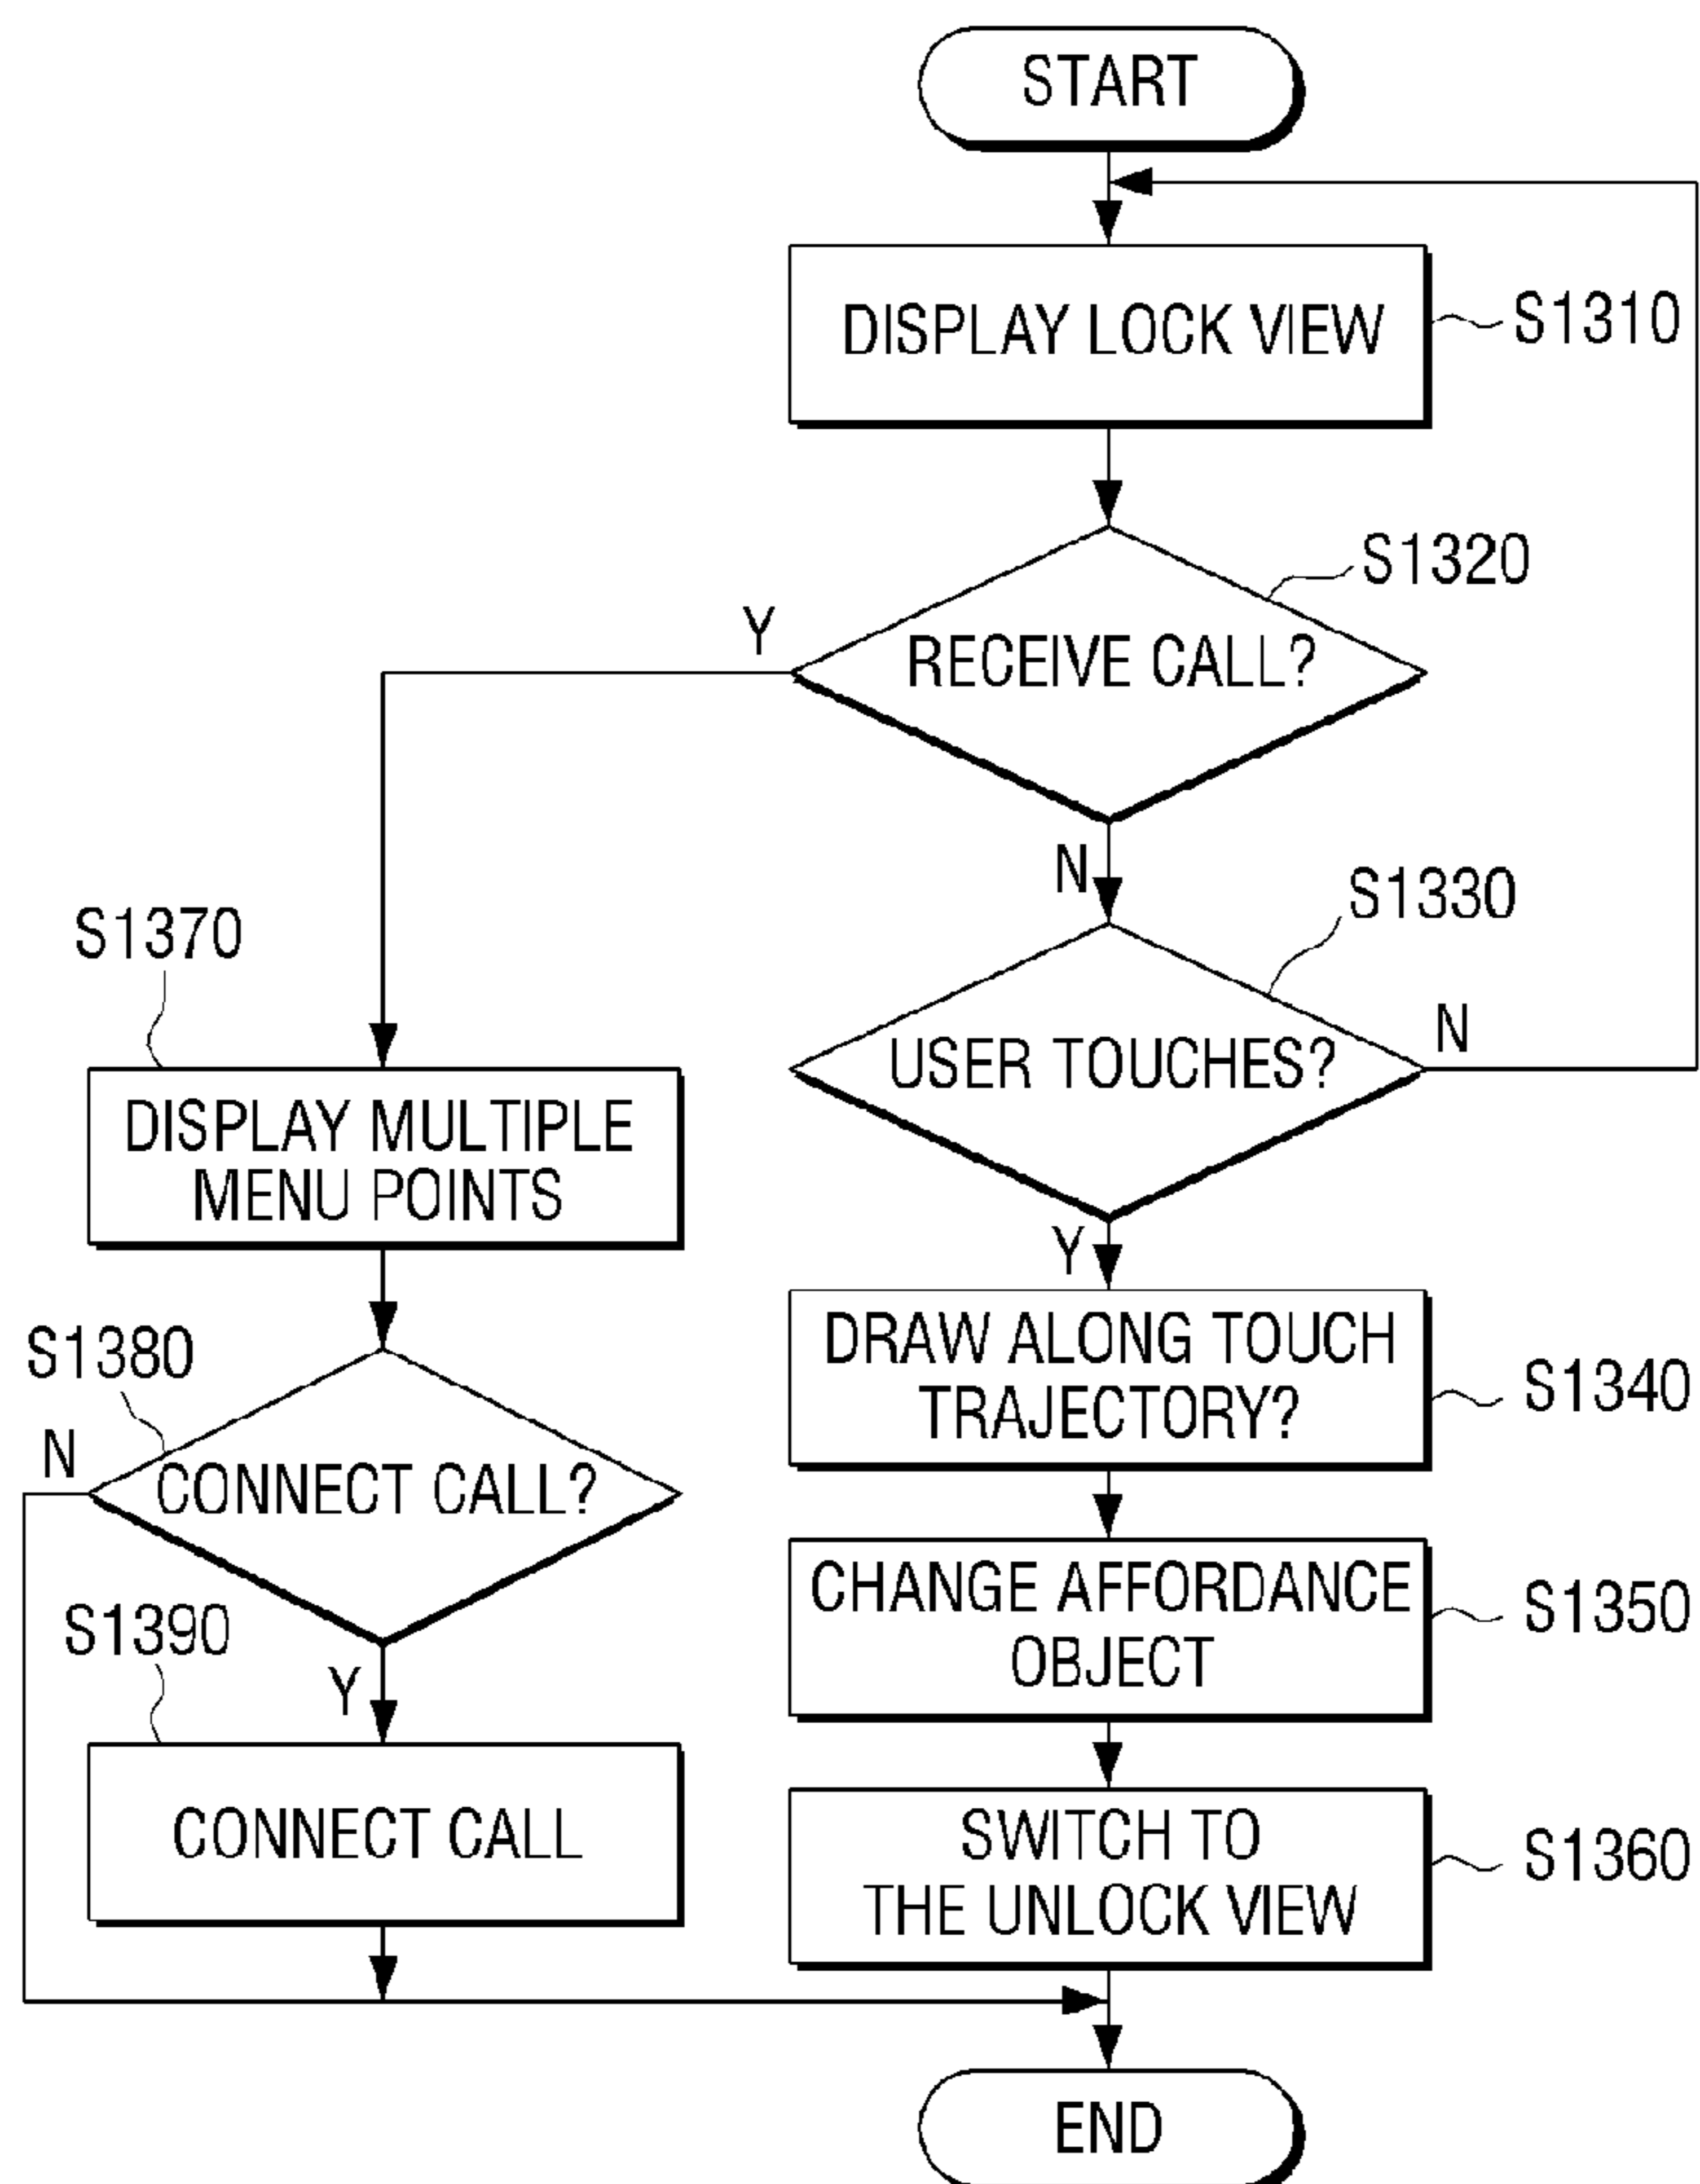 START
DISPLAY LOCK VIEW
S1310
S1320
Y
RECEIVE CALL?
N
S1330
S1370
USER TOUCHES?
N
DISPLAY MULTIPLE
MENU POINTS
Y
DRAW ALONG TOUCH
TRAJECTORY?
S1340
S1380
N
CONNECT CALL?
CHANGE AFFORDANCE
OBJECT
S1350
S1390
Y
CONNECT CALL
SWITCH TO
THE UNLOCK VIEW
S1360
END